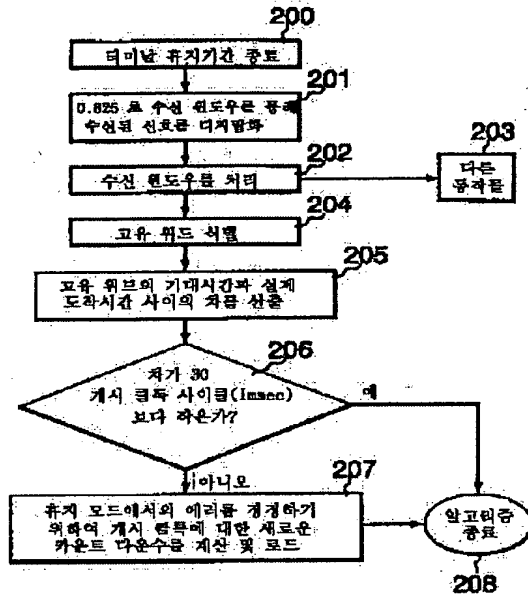 200
터미날 휴지기간 종료
201
0.625 로 수신 윈도우를 통해
수신된 신호를 디지탈화
202
수신 윈도우를 처리
203
다른
동작들
204
고유 워드 식별
205
고유 워브의 기대시간과 실제
도착시간 사이의 차를 산출
206
차가 30
개시 클럭 사이클(1msec)
보다 작은가?
예
아니오
207
휴지 모드에서의 에러를 정정하기
위하여 개시 클럭에 대한 새로운
카운트 다운수를 계산 및 로드
알고리즘
종료
208